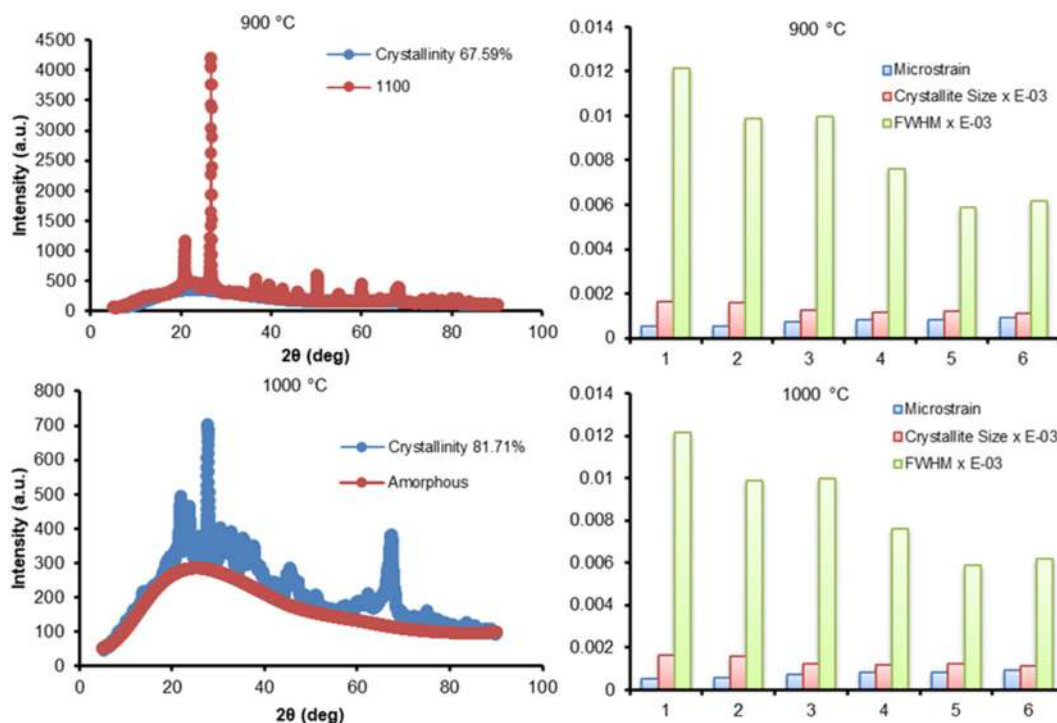 900 °C
Intensity (a.u.)
4500
4000
3500
3000
2500
2000
1500
1000
500
0
Crystallinity 67.59%
1100
0 20 40 60 80 100
2θ (deg)
900 °C
0.014
0.012
0.01
0.008
0.006
0.004
0.002
0
Microstrain
Crystallite Size x E-03
FWHM x E-03
1 2 3 4 5 6
1000 °C
Intensity (a.u.)
800
700
600
500
400
300
200
100
0
Crystallinity 81.71%
Amorphous
0 20 40 60 80 100
2θ (deg)
1000 °C
0.014
0.012
0.01
0.008
0.006
0.004
0.002
0
Microstrain
Crystallite Size x E-03
FWHM x E-03
1 2 3 4 5 6